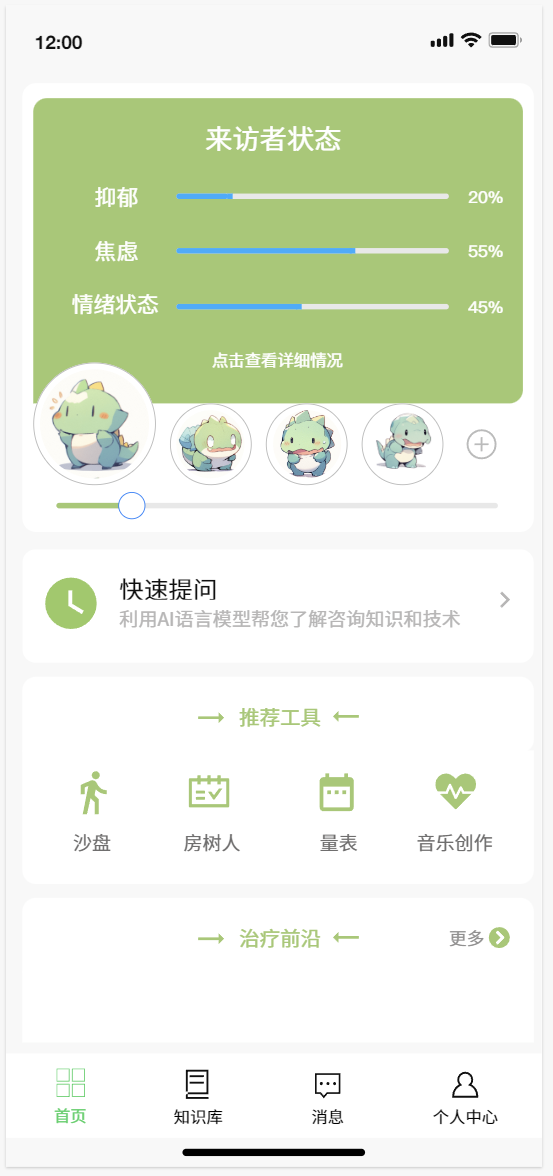 12:00
来访者状态
抑郁 20%
焦虑 55%
情绪状态 45%
点击查看详细情况
快速提问
利用AI语言模型帮您了解咨询知识和技术
推荐工具
沙盘 房树人 量表 音乐创作
治疗前沿 更多
首页 知识库 消息 个人中心